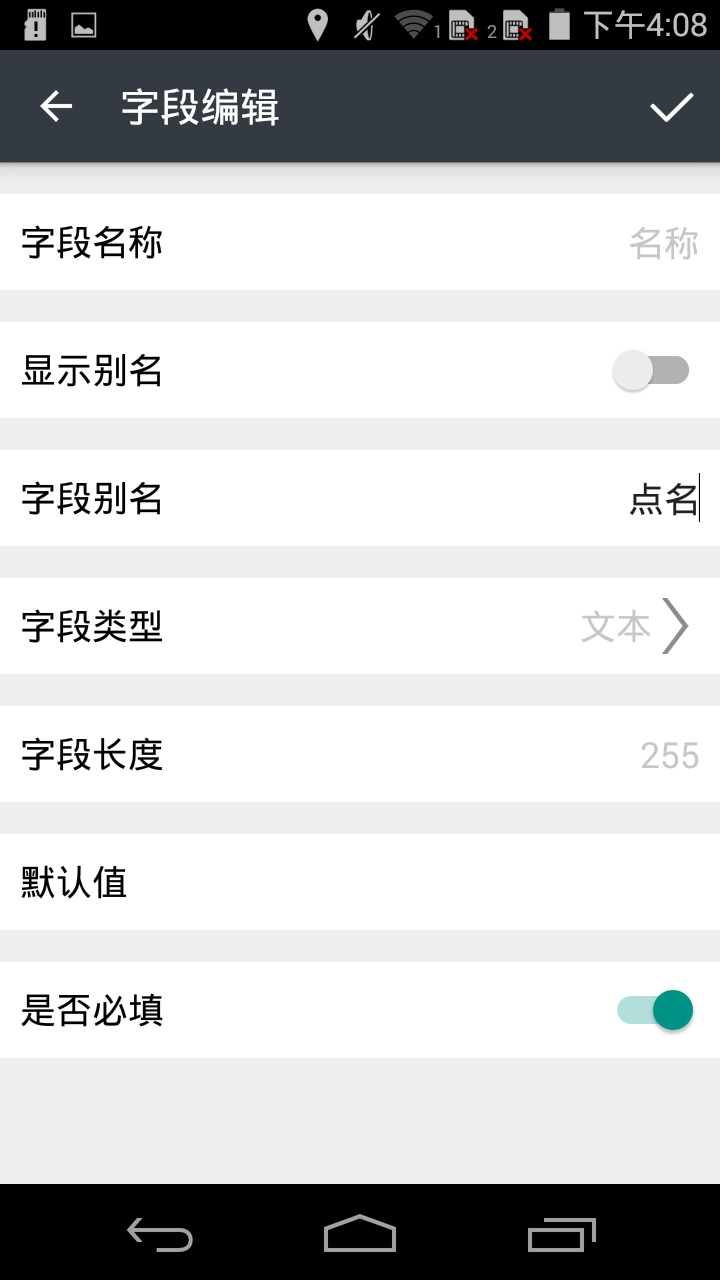 1 2 下午4:08
字段编辑
字段名称 名称
显示别名
字段别名 点名
字段类型 文本
字段长度 255
默认值
是否必填